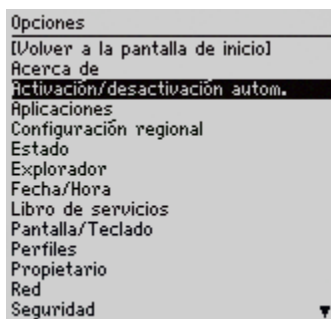 Opciones
[Volver a la pantalla de inicio]
Acerca de
Activación/desactivación autom.
Aplicaciones
Configuración regional
Estado
Explorador
Fecha/Hora
Libro de servicios
Pantalla/Teclado
Perfiles
Propietario
Red
Seguridad